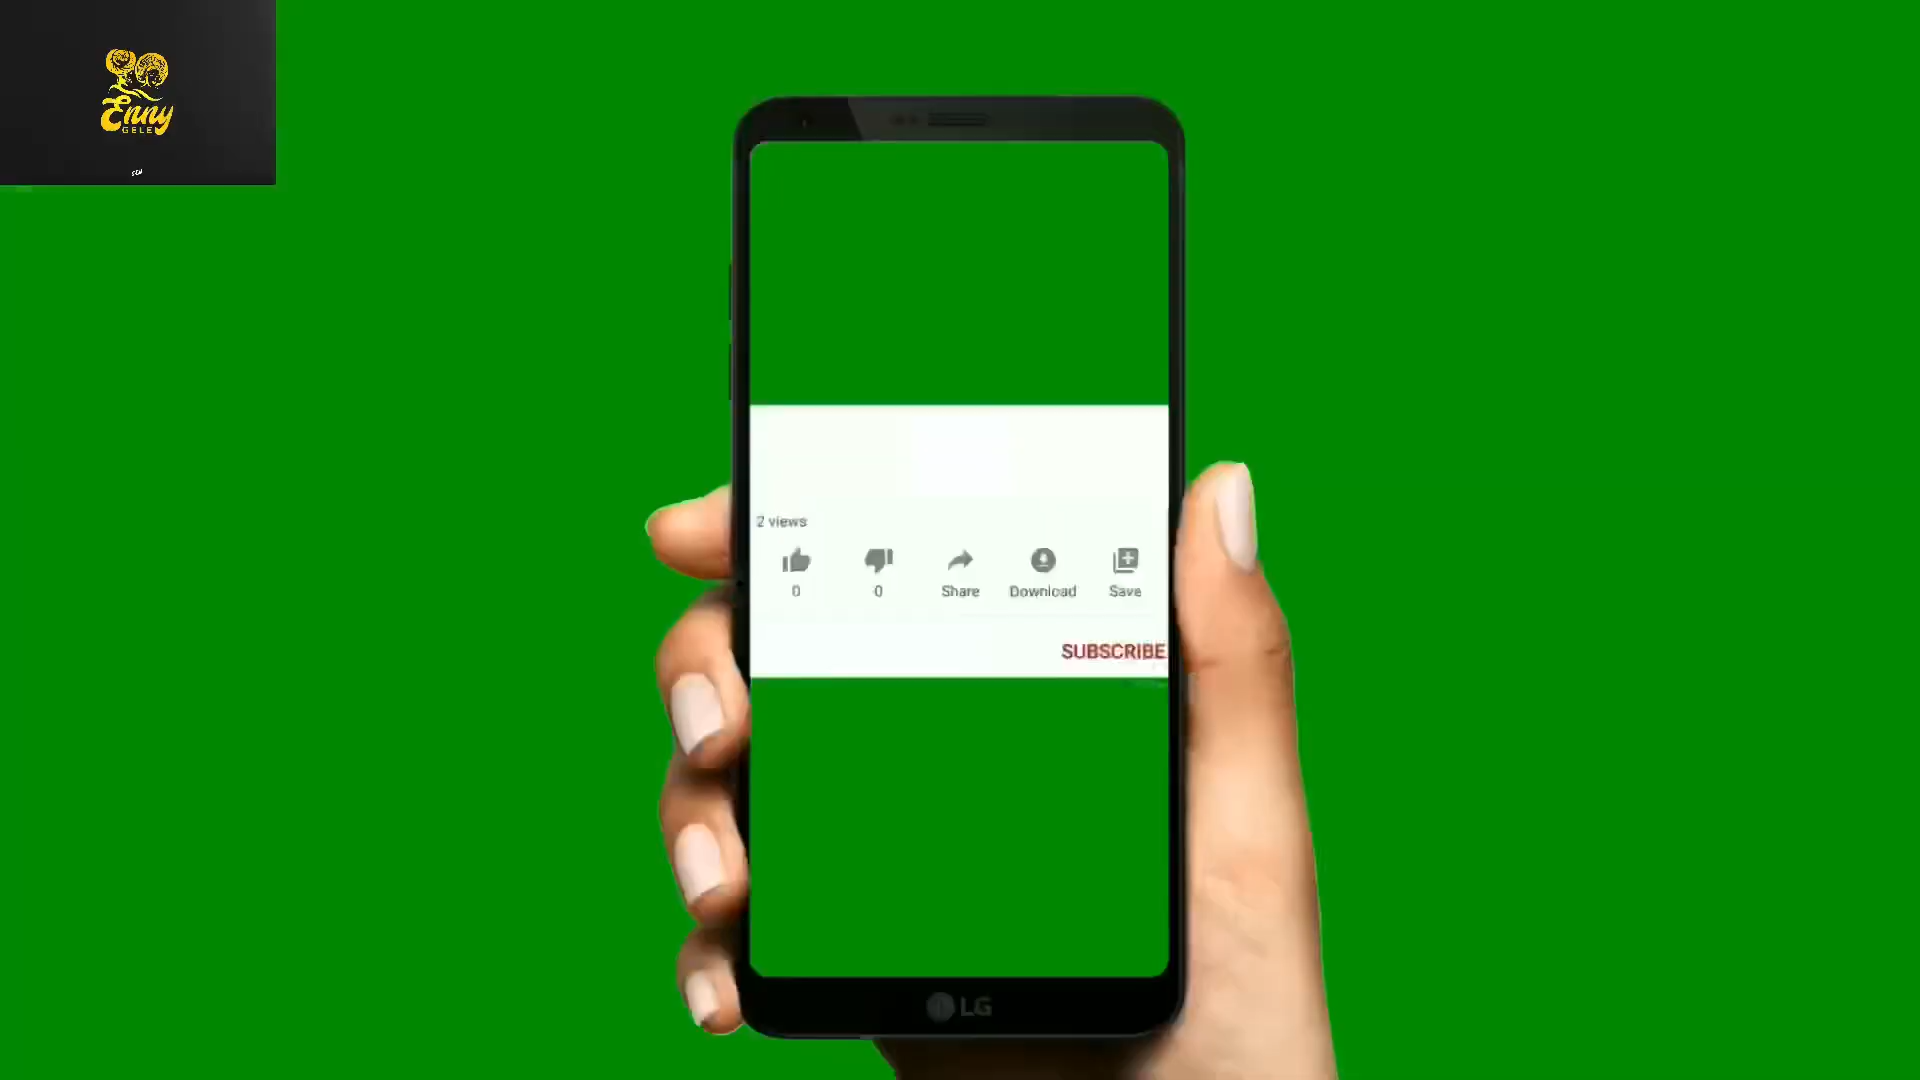 Enny
GELE
2 views
0 0 Share Download Save
SUBSCRIBE
LG